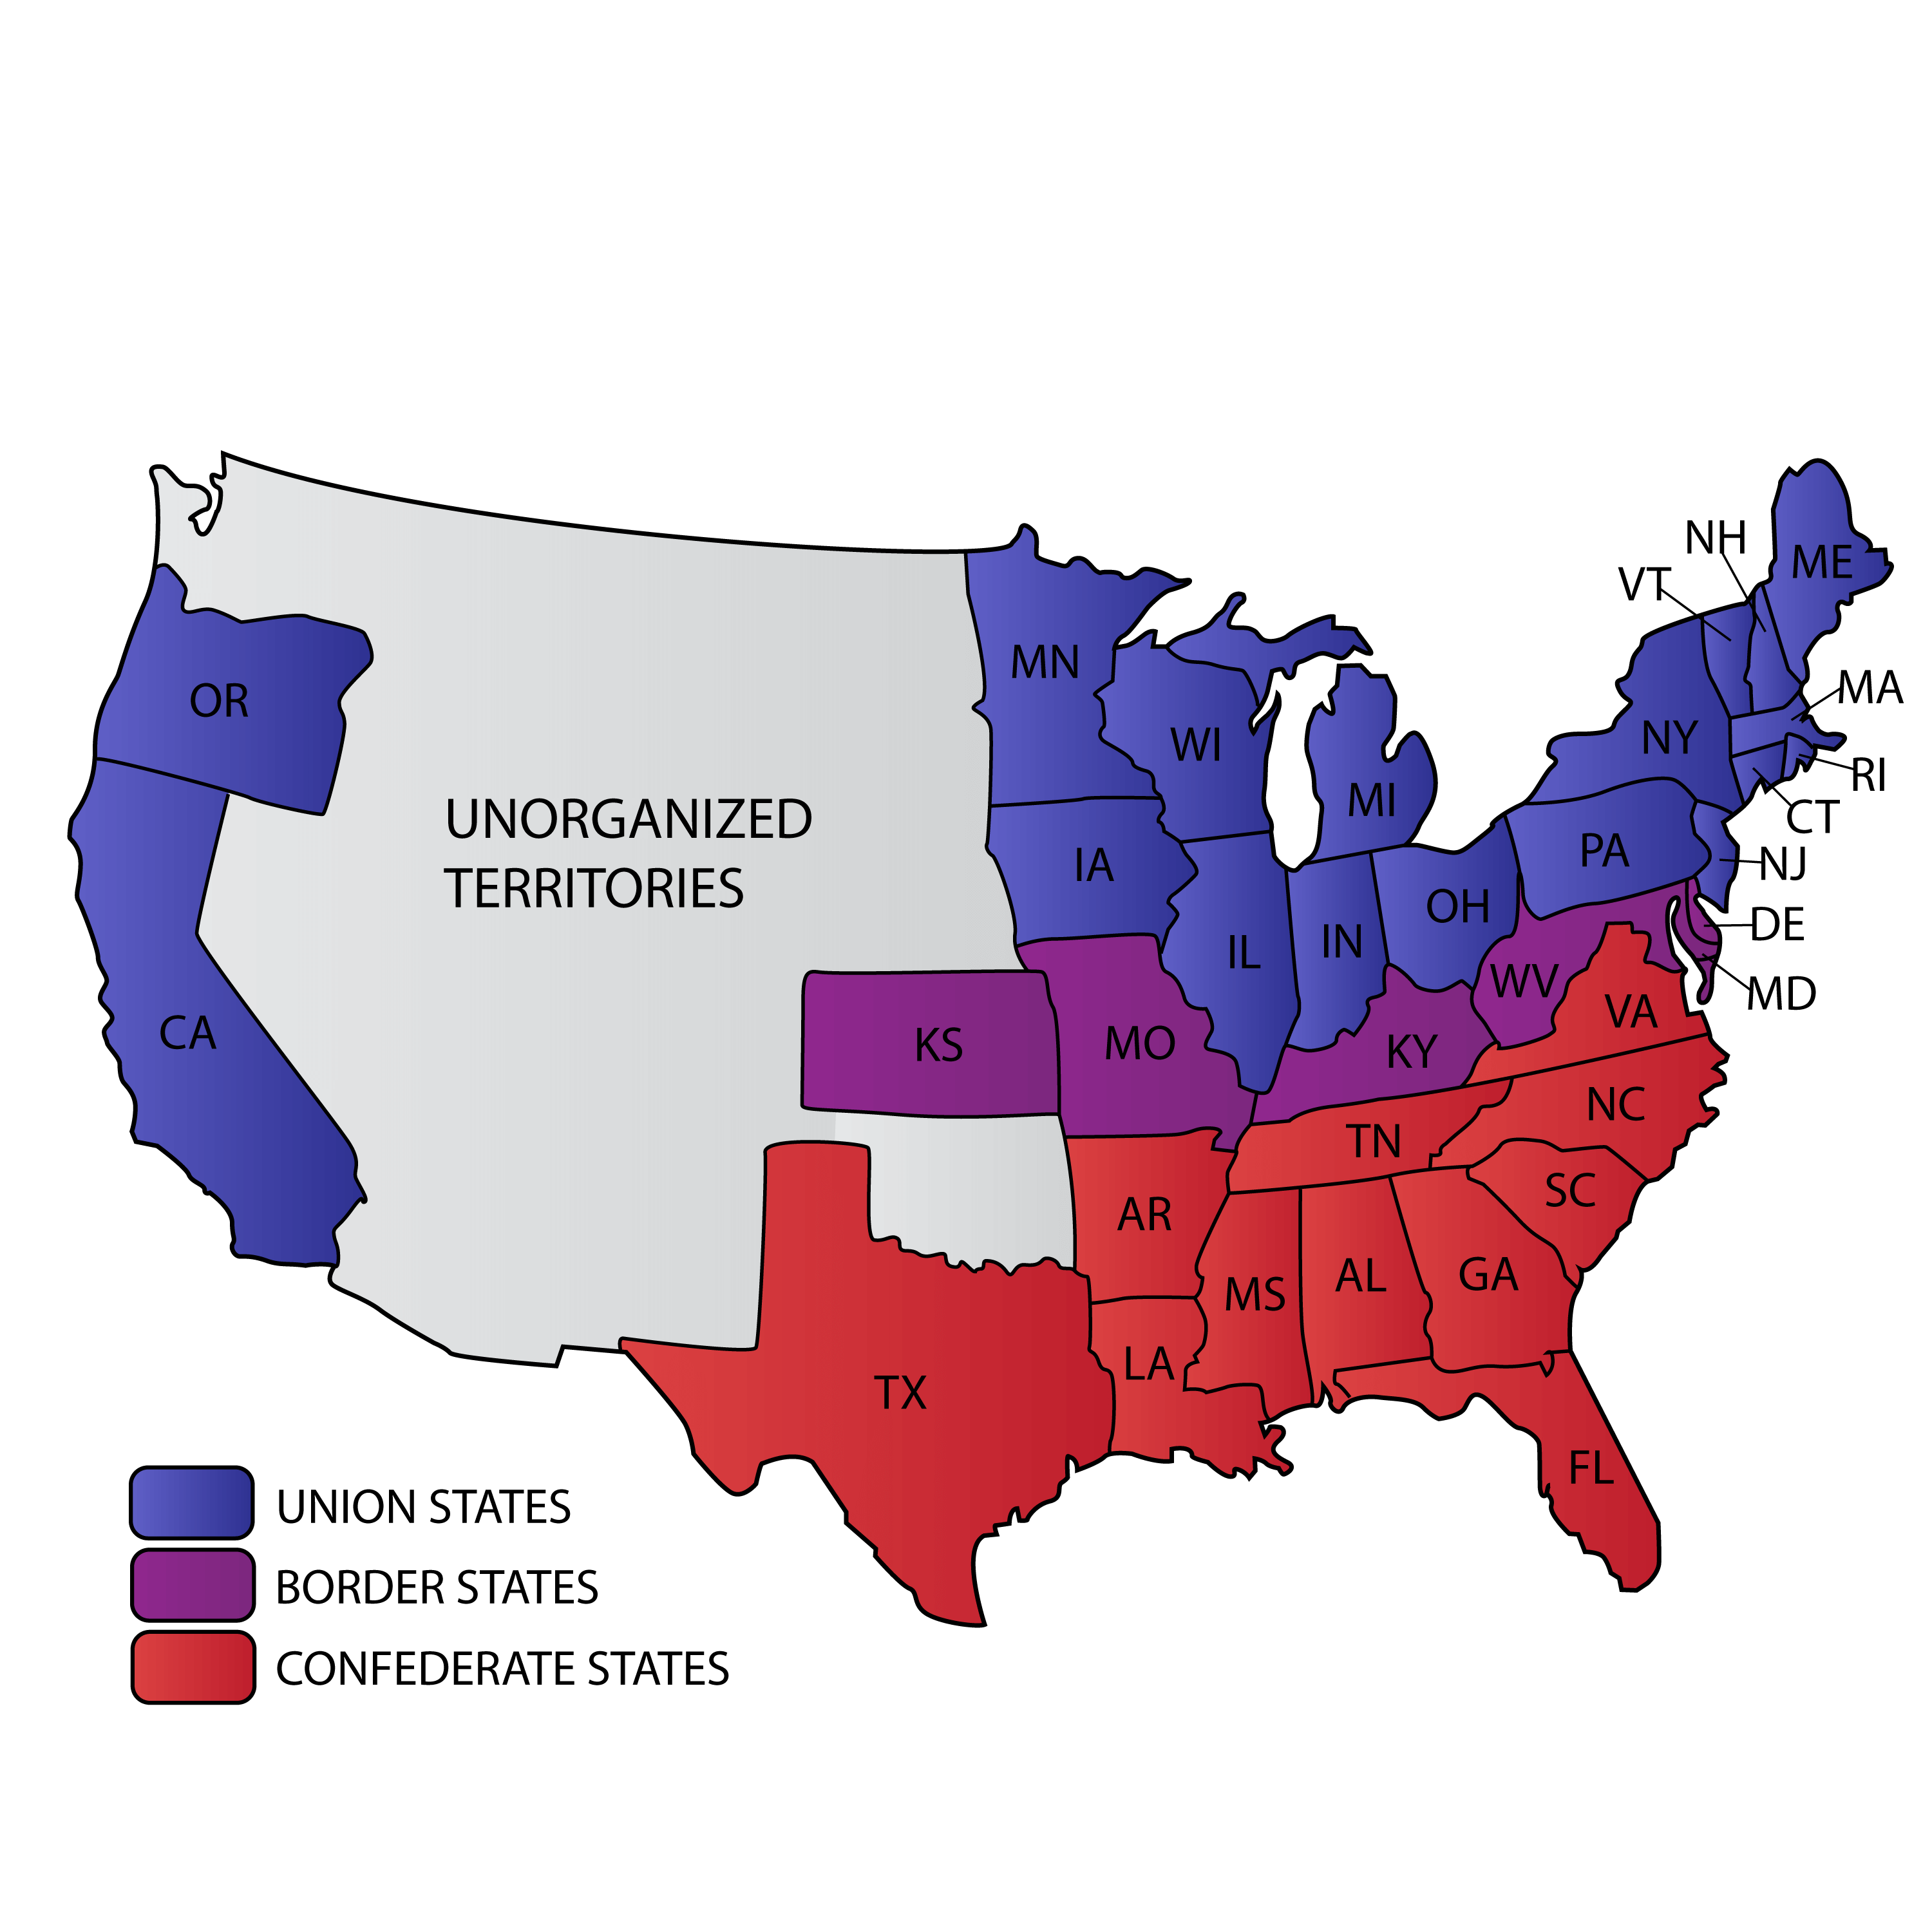 NH
ME
VT
MN
MA
OR
NY
WI
RI
MI
CT
UNORGANIZED
TERRITORIES
PA
NJ
IA
OH
DE
IN
IL
WV
MD
VA
CA
KS
MO
KY
NC
TN
SC
AR
GA
AL
MS
LA
TX
FL
UNION STATES
BORDER STATES
CONFEDERATE STATES